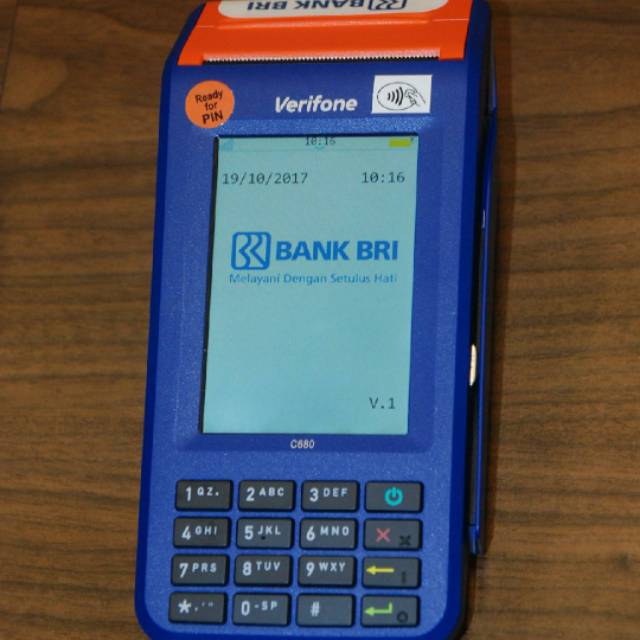 BANK BRI
Ready
for
PIN
Verifone
10:16
19/10/2017 10:16
BANK BRI
Melayani Dengan Setulus Hati
V.1
C680
1 QZ. 2 ABC 3 DEF
4 GHI 5 JKL 6 MNO
7 PRS 8 TUV 9 WXY
* 0 -SP #